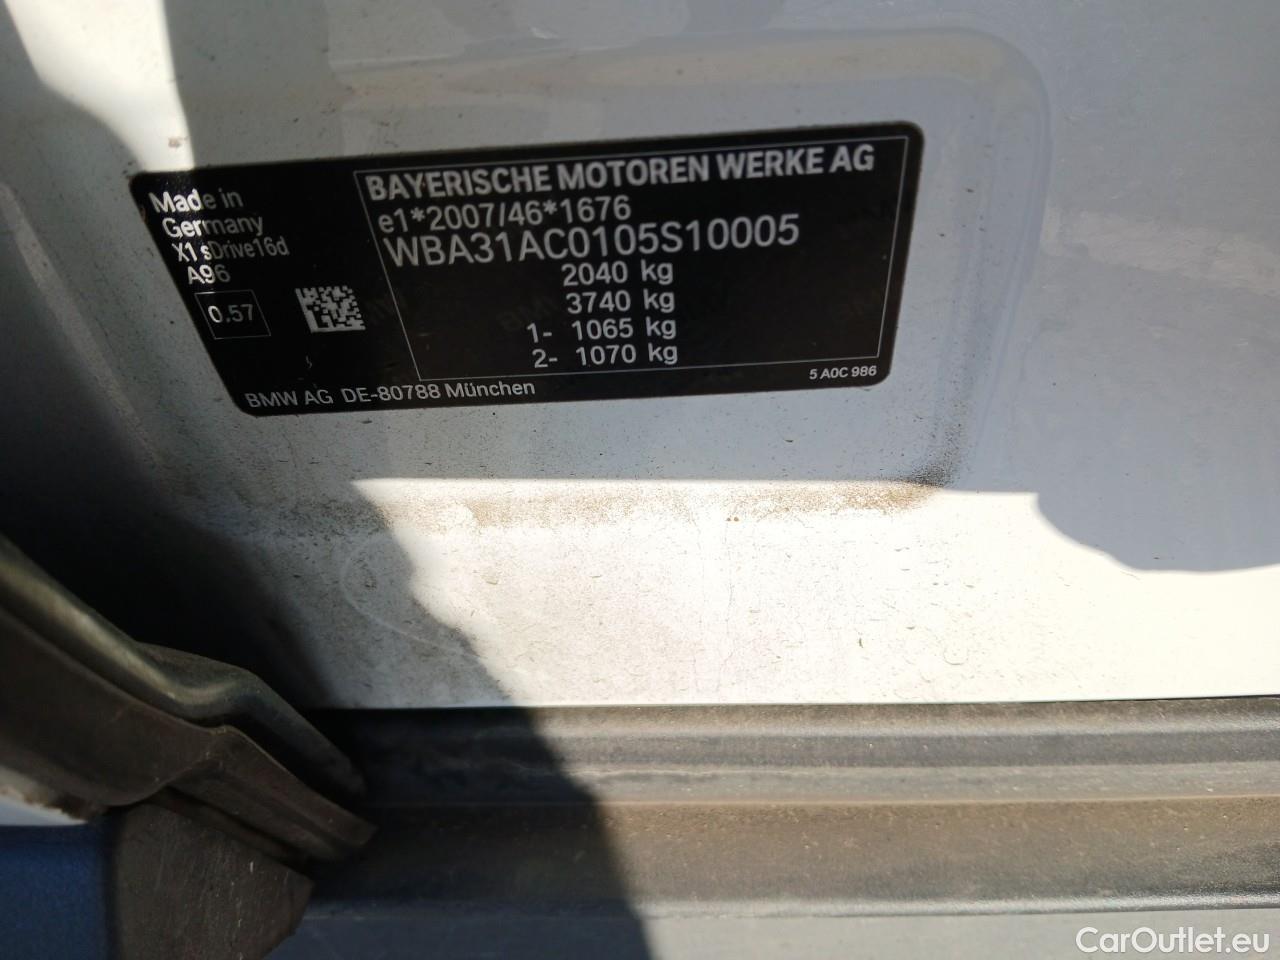 Made in
Germany
X1 sDrive16d
A96
0.57
BAYERISCHE MOTOREN WERKE AG
e1*2007/46*1676
WBA31AC0105S10005
2040 kg
3740 kg
1- 1065 kg
2- 1070 kg
BMW AG DE-80788 München
5 A0C 986
CarOutlet.eu